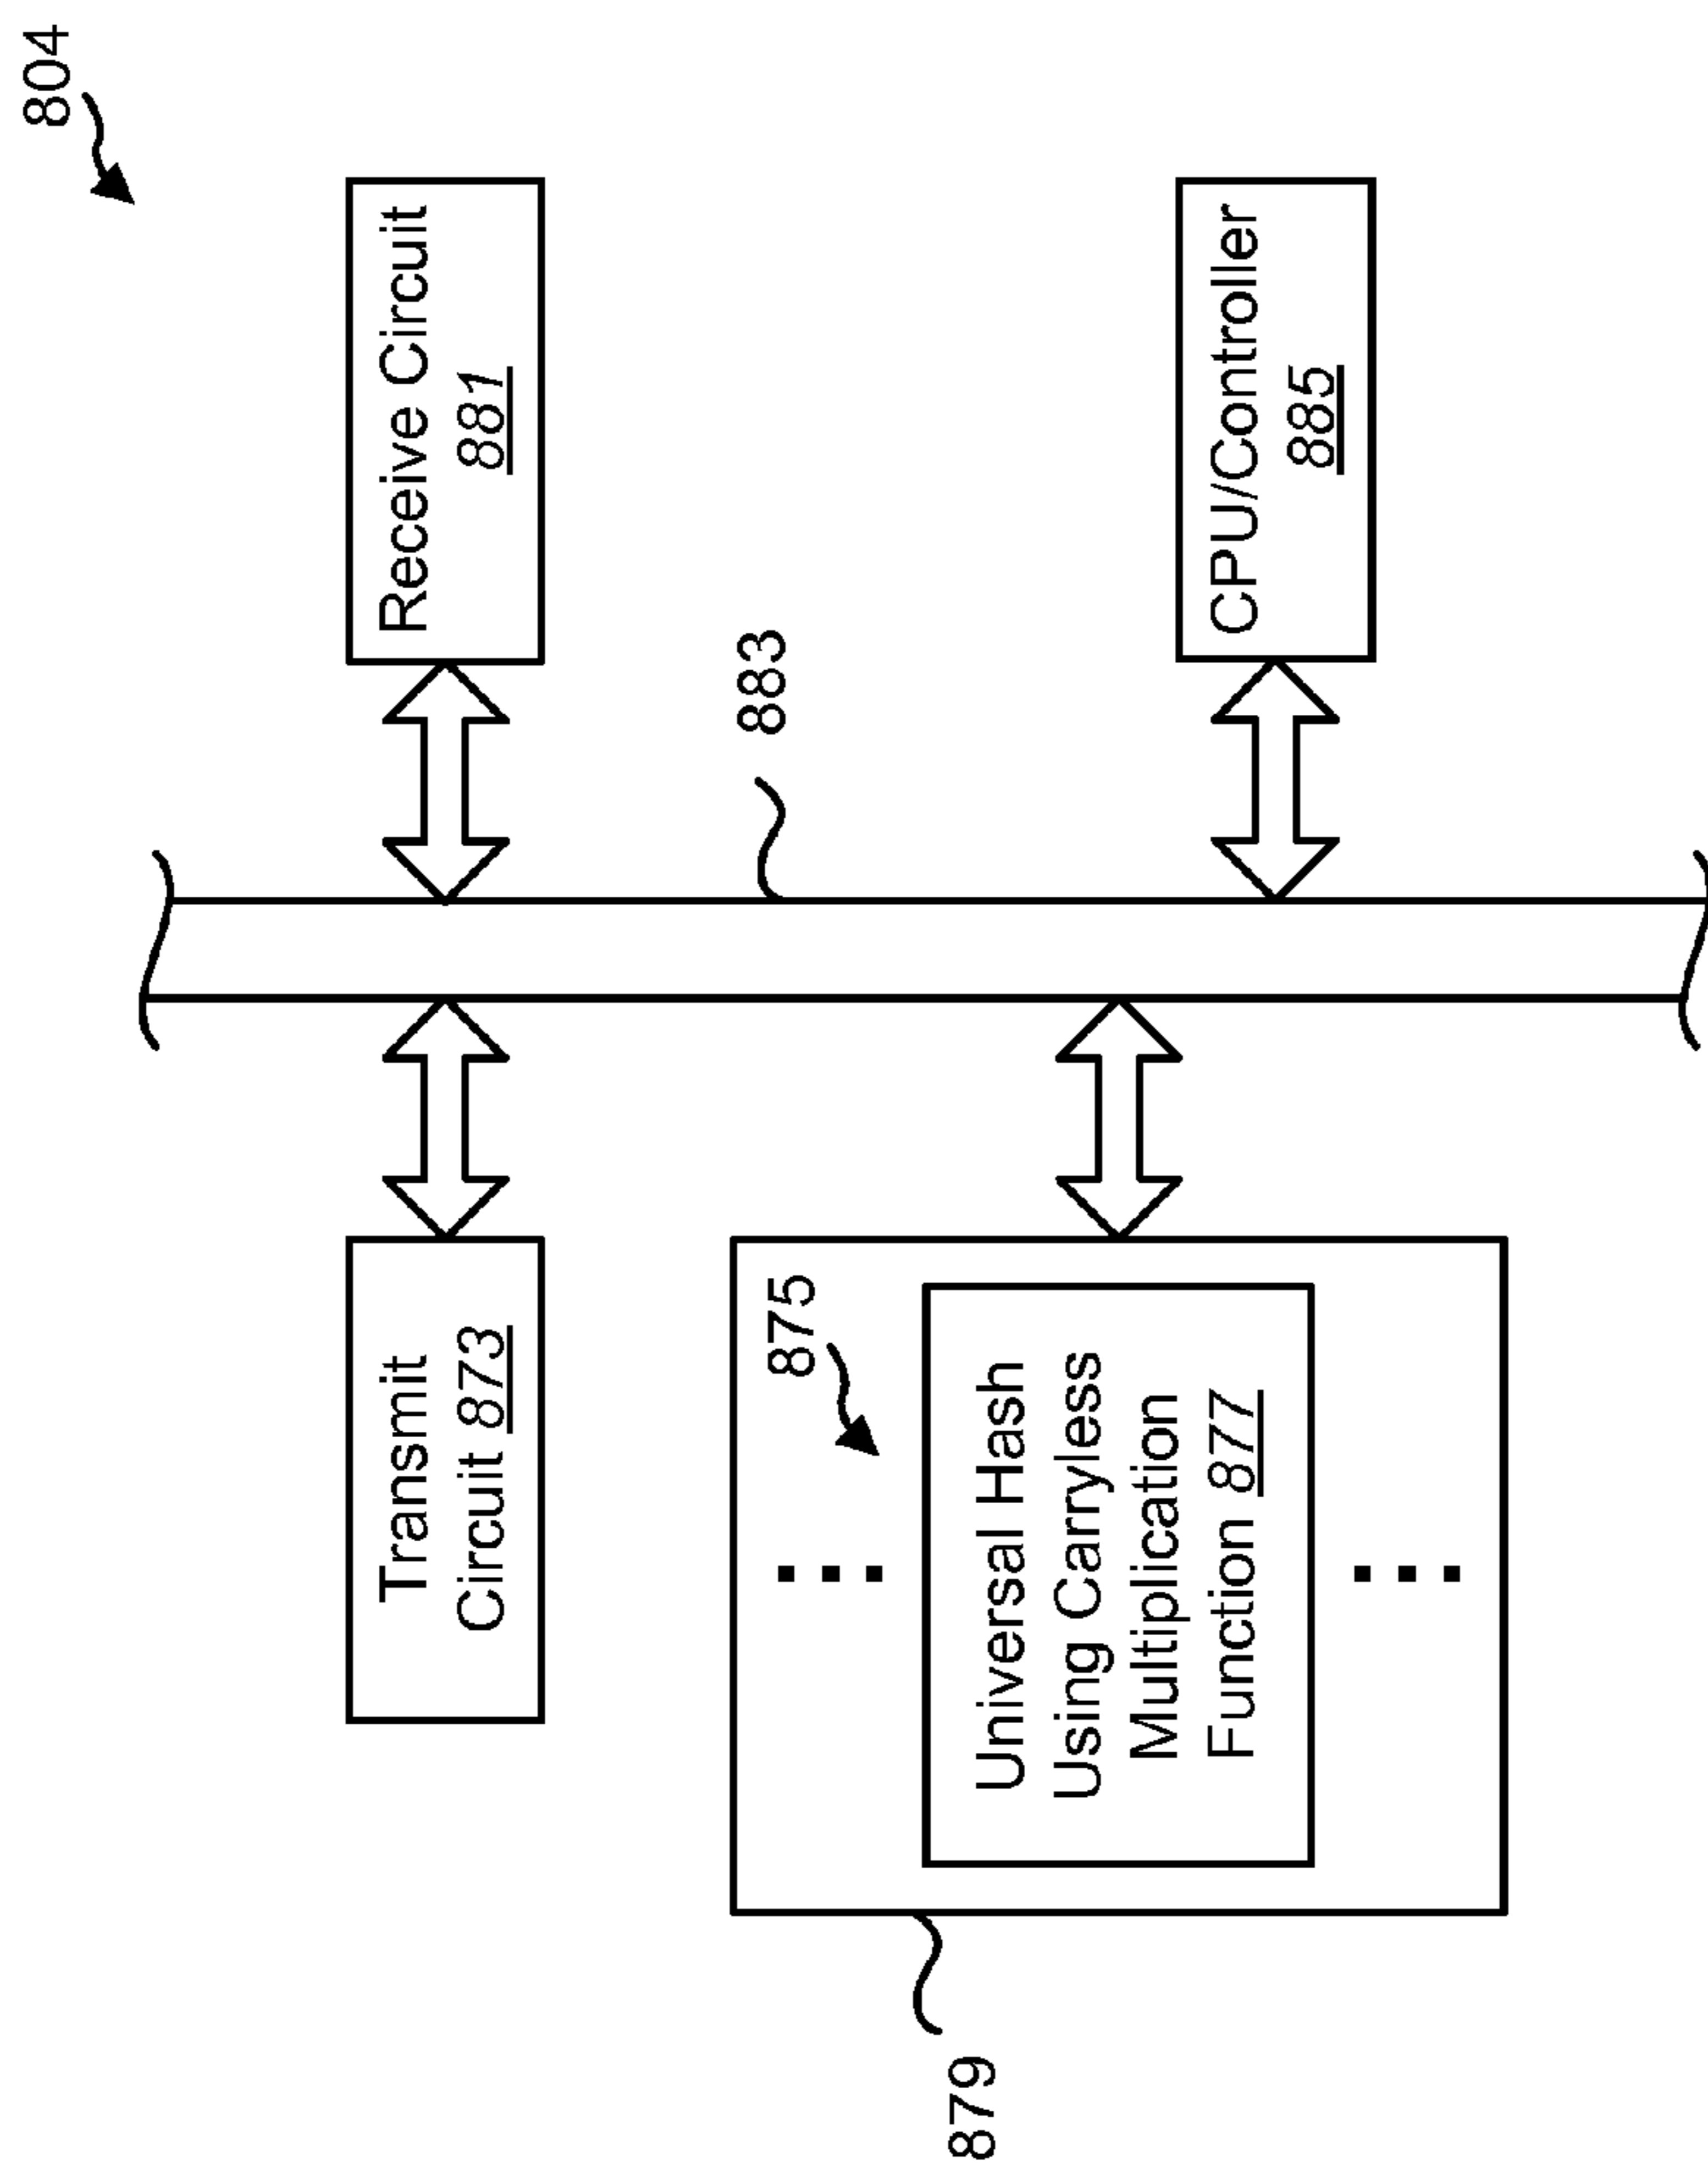 804
Transmit
Circuit 873
Receive Circuit
881
883
875
Universal Hash
Using Carryless
Multiplication
Function 877
CPU/Controller
885
879